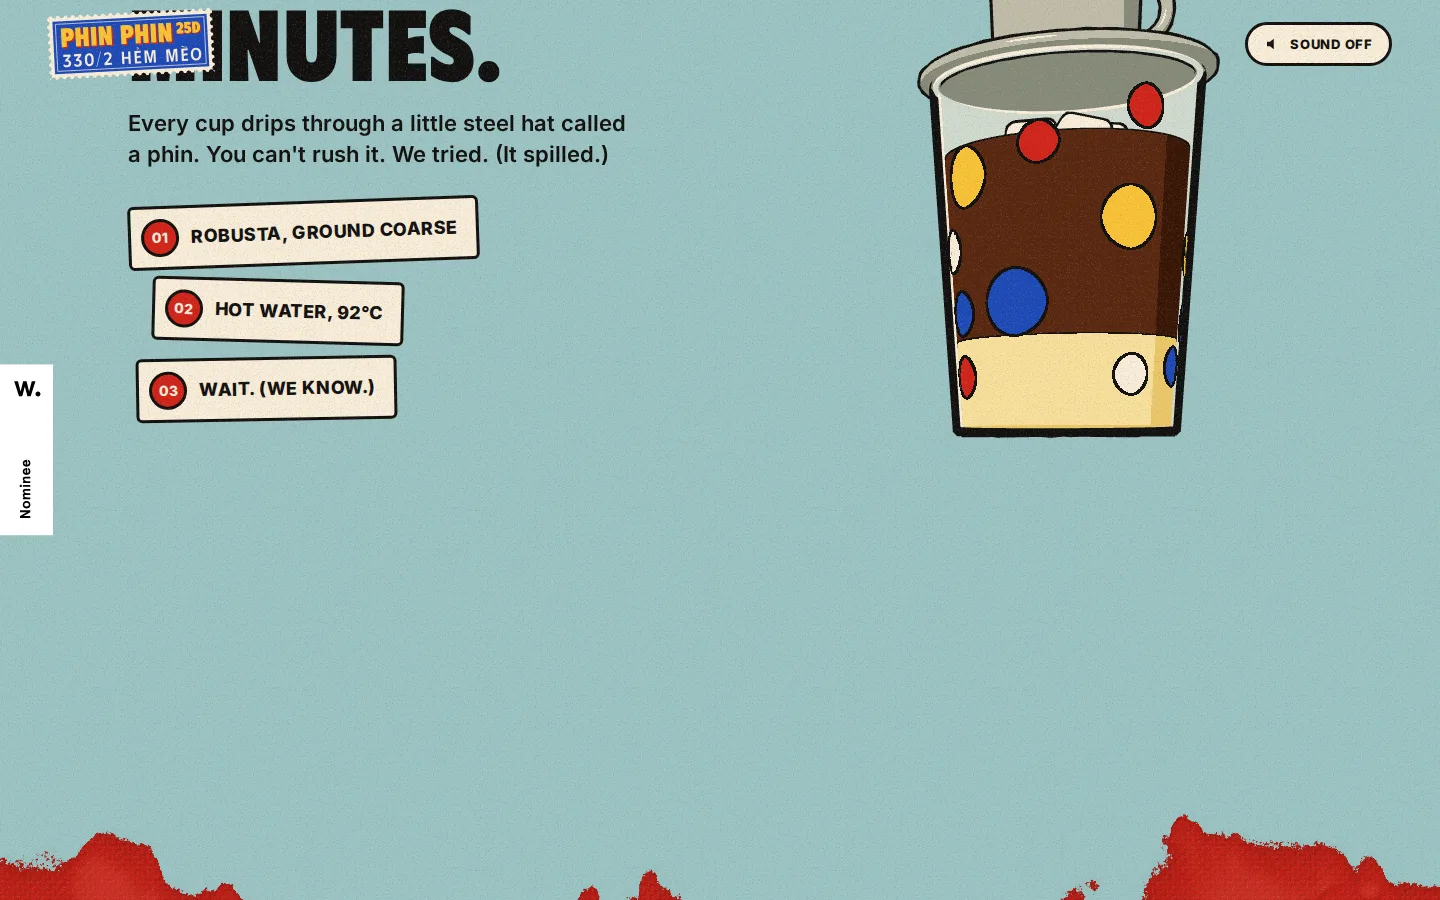 PHIN PHIN 25D
330/2 HẺM MÈO
MINUTES.
SOUND OFF
Every cup drips through a little steel hat called
a phin. You can't rush it. We tried. (It spilled.)
01 ROBUSTA, GROUND COARSE
02 HOT WATER, 92°C
03 WAIT. (WE KNOW.)
W.
Nominee